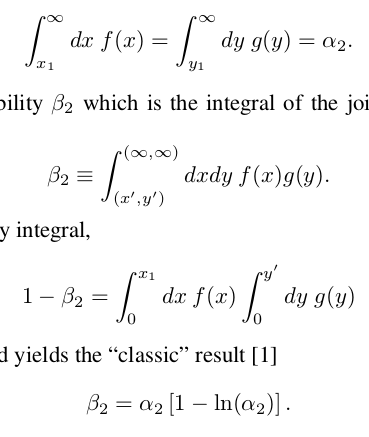 ∫_{x_1}^{∞} dx f(x) = ∫_{y_1}^{∞} dy g(y) = α_2.
bility β_2 which is the integral of the joi
β_2 ≡ ∫_{(x′,y′)}^{(∞,∞)} dxdy f(x)g(y).
y integral,
1 − β_2 = ∫_0^{x_1} dx f(x) ∫_0^{y′} dy g(y)
d yields the “classic” result [1]
β_2 = α_2 [1 − ln(α_2)] .